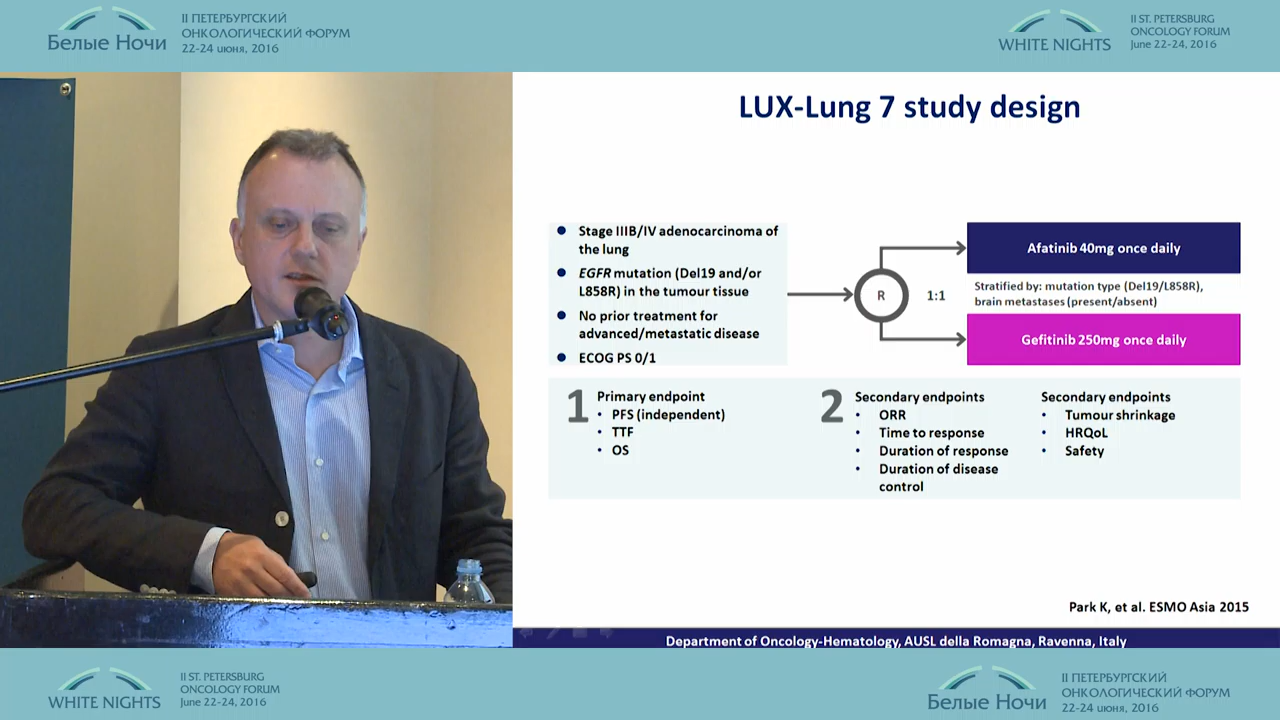 Белые Ночи
II ПЕТЕРБУРГСКИЙ
ОНКОЛОГИЧЕСКИЙ ФОРУМ
22-24 июня, 2016
WHITE NIGHTS
II ST. PETERSBURG
ONCOLOGY FORUM
June 22-24, 2016
LUX-Lung 7 study design
● Stage IIIB/IV adenocarcinoma of
the lung
● EGFR mutation (Del19 and/or
L858R) in the tumour tissue
● No prior treatment for
advanced/metastatic disease
● ECOG PS 0/1
R
1:1
Afatinib 40mg once daily
Stratified by: mutation type (Del19/L858R),
brain metastases (present/absent)
Gefitinib 250mg once daily
1
Primary endpoint
• PFS (independent)
• TTF
• OS
2
Secondary endpoints
• ORR
• Time to response
• Duration of response
• Duration of disease
control
Secondary endpoints
• Tumour shrinkage
• HRQoL
• Safety
Park K, et al. ESMO Asia 2015
Department of Oncology-Hematology, AUSL della Romagna, Ravenna, Italy
WHITE NIGHTS
II ST. PETERSBURG
ONCOLOGY FORUM
June 22-24, 2016
Белые Ночи
II ПЕТЕРБУРГСКИЙ
ОНКОЛОГИЧЕСКИЙ ФОРУМ
22-24 июня, 2016